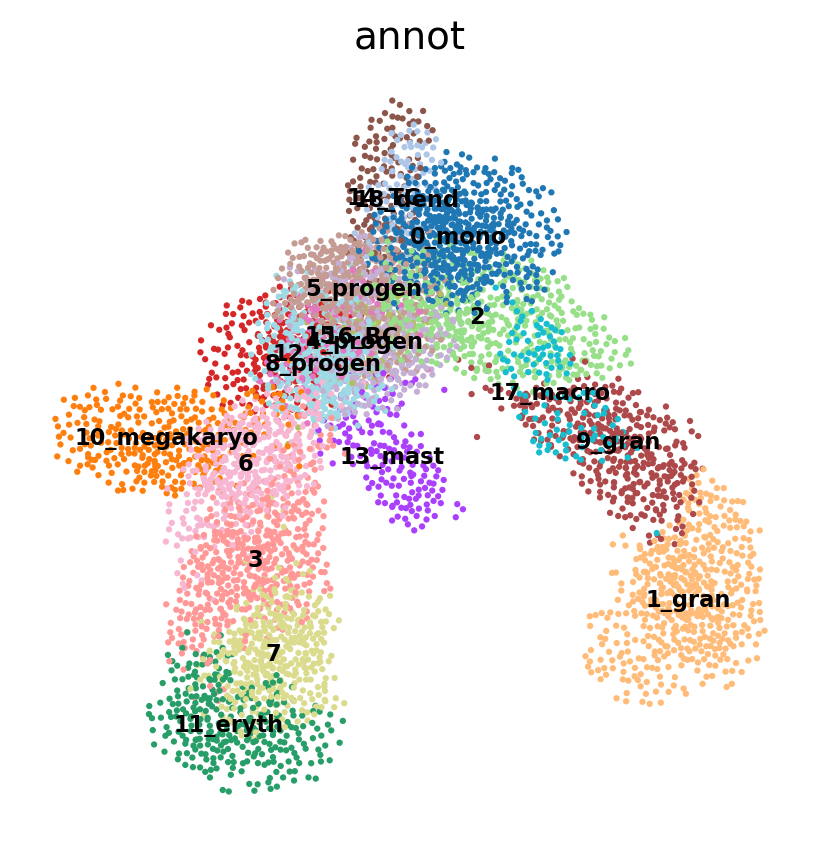 annot
14_TC
18_dend
0_mono
5_progen
2
15
16_BC
4_progen
12
8_progen
17_macro
10_megakaryo
9_gran
13_mast
6
3
1_gran
7
11_eryth